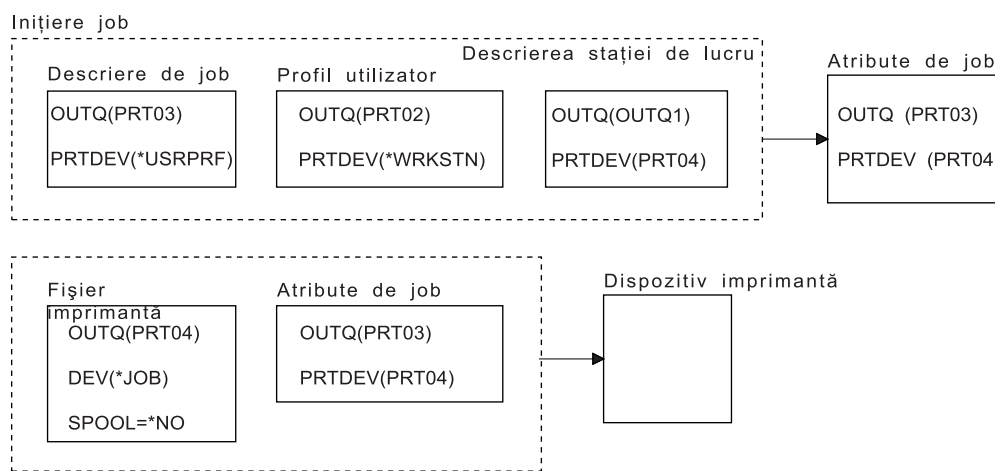 Inițiere job
Descrierea stației de lucru
Descriere de job
Profil utilizator
Atribute de job
OUTQ(PRT03)
PRTDEV(*USRPRF)
OUTQ(PRT02)
PRTDEV(*WRKSTN)
OUTQ(OUTQ1)
PRTDEV(PRT04)
OUTQ (PRT03)
PRTDEV (PRT04
Fişier
imprimantă
OUTQ(PRT04)
DEV(*JOB)
SPOOL=*NO
Atribute de job
OUTQ(PRT03)
PRTDEV(PRT04)
Dispozitiv imprimantă